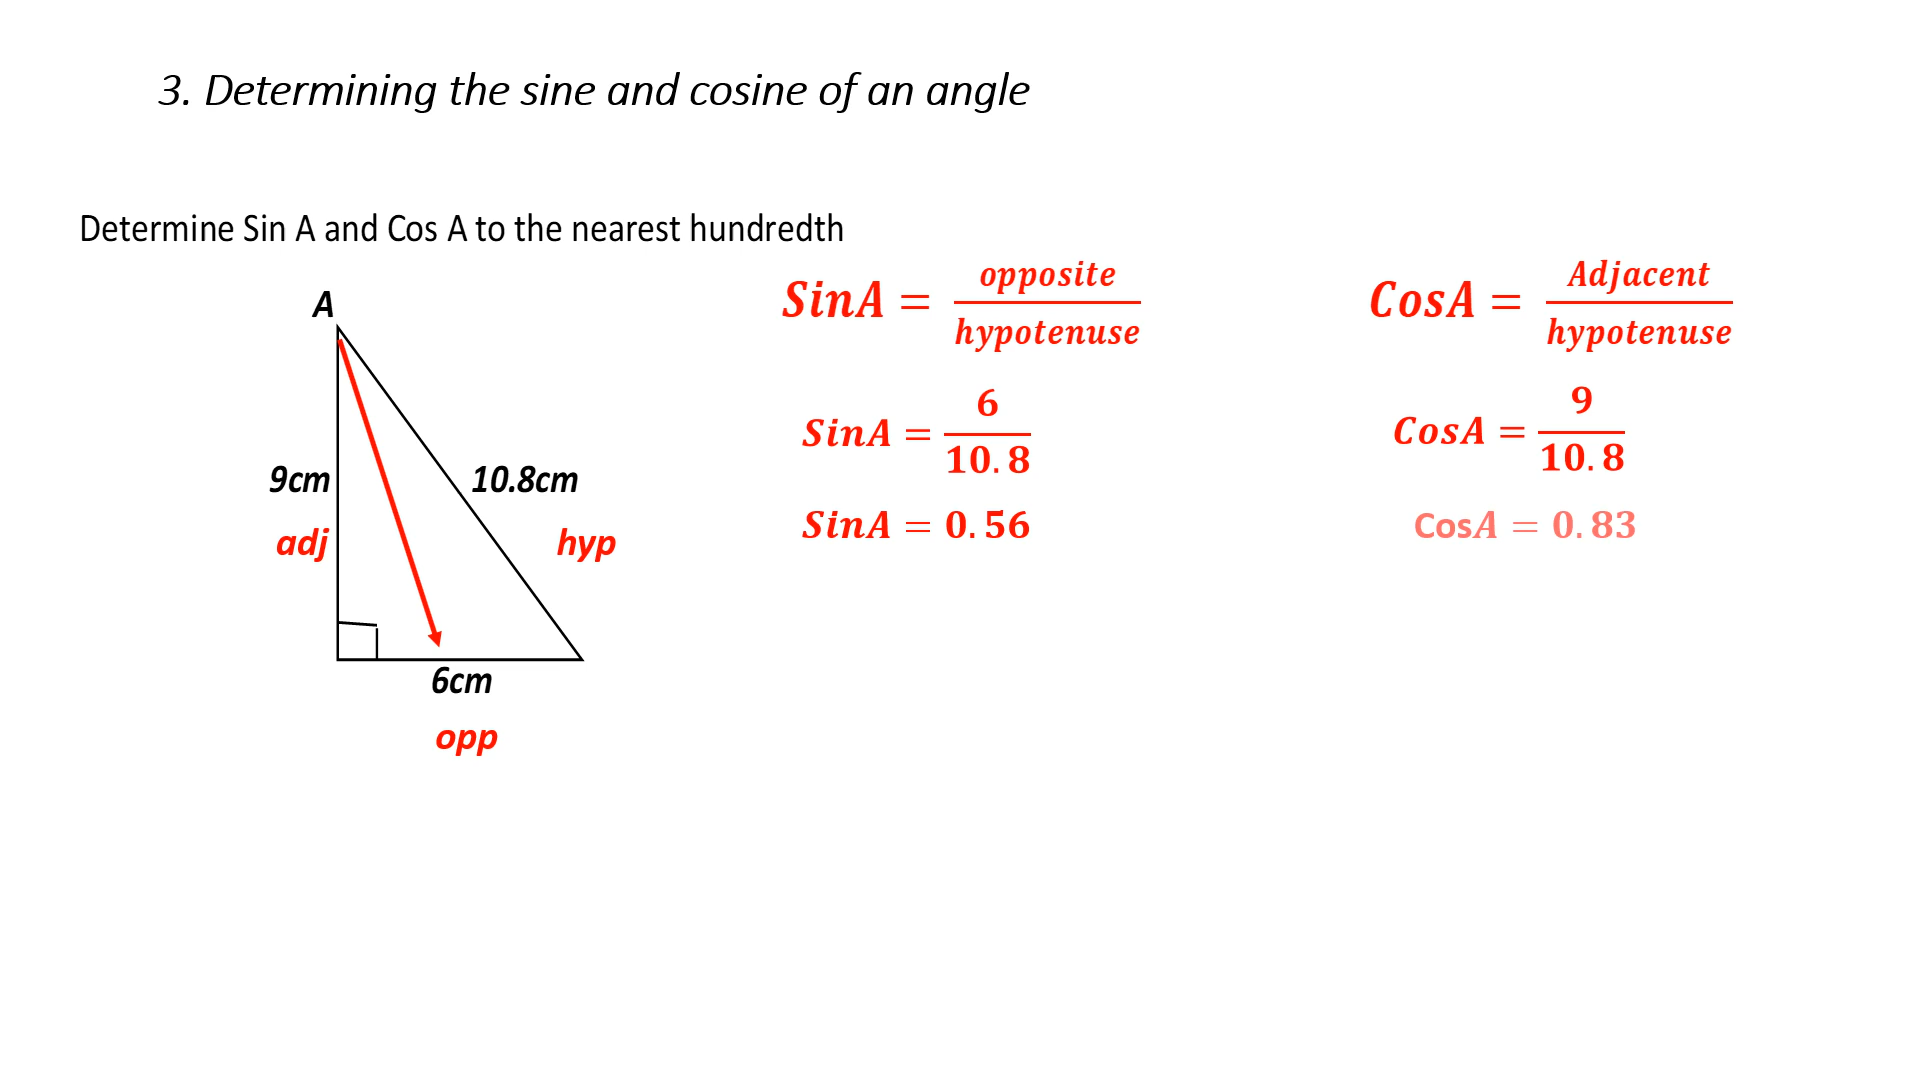 3. Determining the sine and cosine of an angle
Determine Sin A and Cos A to the nearest hundredth
A
9cm
adj
10.8cm
hyp
6cm
opp
SinA = opposite/hypotenuse
SinA = 6/10.8
SinA = 0.56
CosA = Adjacent/hypotenuse
CosA = 9/10.8
CosA = 0.83